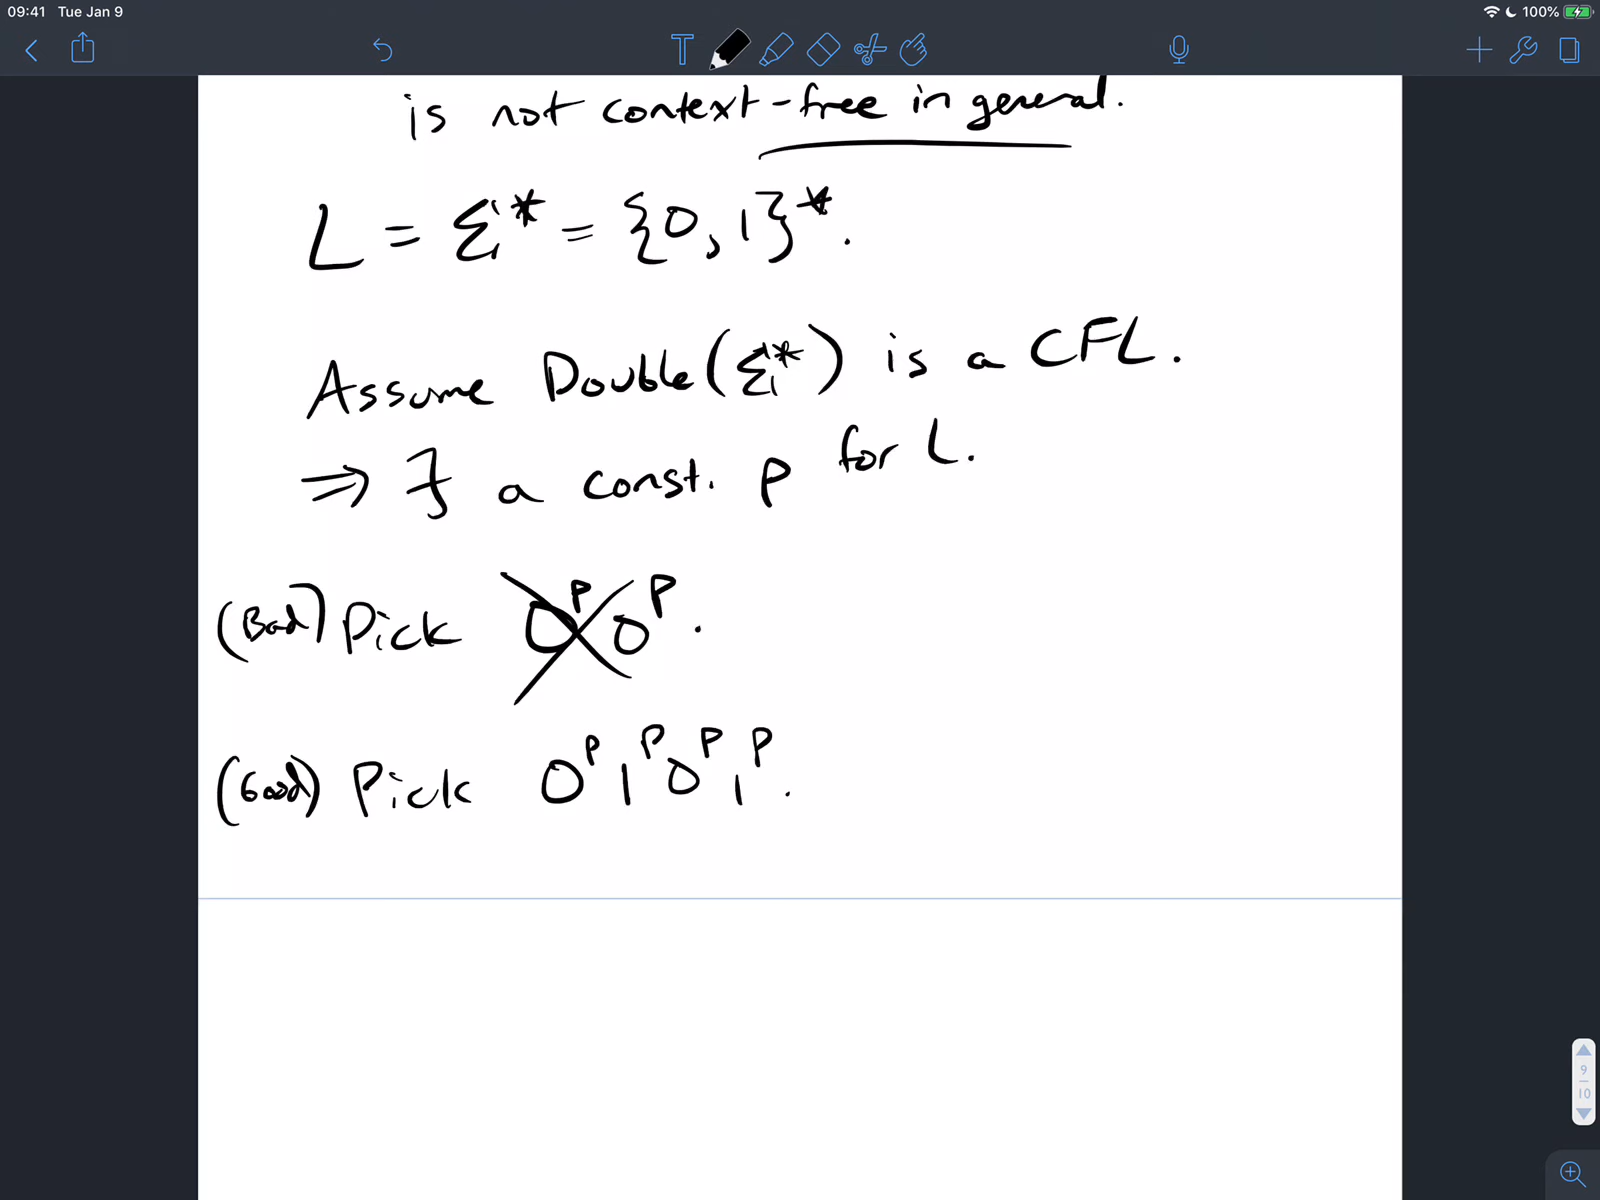 09:41 Tue Jan 9 100%
T
is not context-free in general.
L = Σ* = {0,1}*.
Assume Double(Σ*) is a CFL.
⇒ ∃ a const. p for L.
(Bad) Pick 0^p 0^p.
(Good) Pick 0^p 1^p 0^p 1^p.
9
10